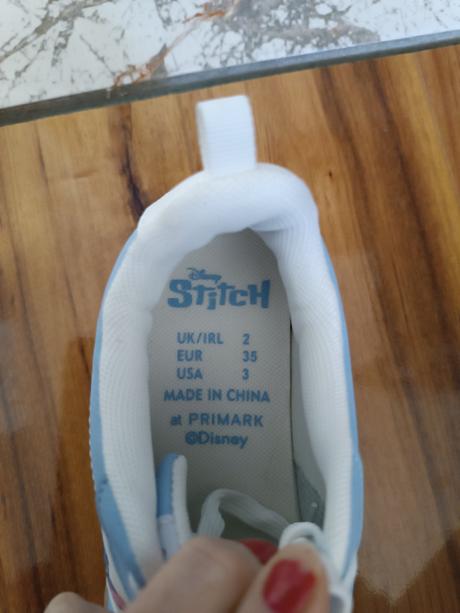 Disney
STiTCH
UK/IRL 2
EUR 35
USA 3
MADE IN CHINA
at PRIMARK
©Disney